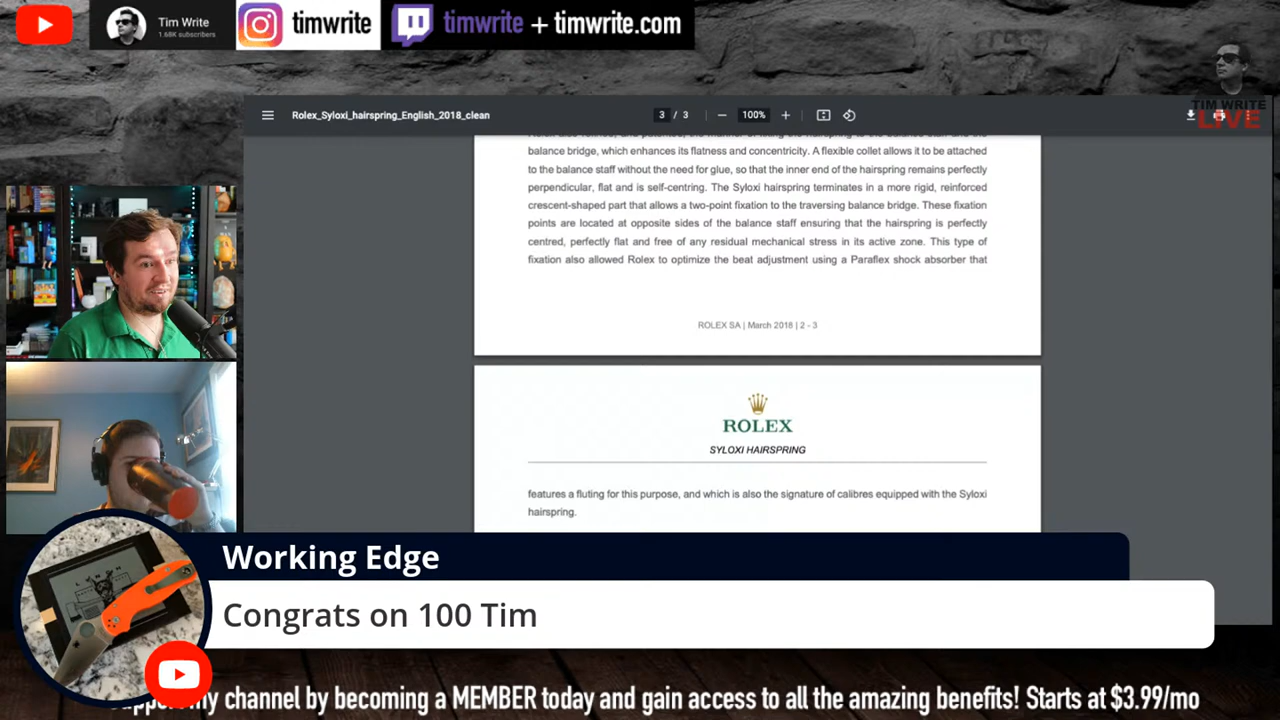 Tim Write
1.68K subscribers
timwrite
timwrite + timwrite.com
TIM WRITE
LIVE
Rolex_Syloxi_hairspring_English_2018_clean
3 / 3
100%
balance bridge, which enhances its flatness and concentricity. A flexible collet allows it to be attached
to the balance staff without the need for glue, so that the inner end of the hairspring remains perfectly
perpendicular, flat and is self-centring. The Syloxi hairspring terminates in a more rigid, reinforced
crescent-shaped part that allows a two-point fixation to the traversing balance bridge. These fixation
points are located at opposite sides of the balance staff ensuring that the hairspring is perfectly
centred, perfectly flat and free of any residual mechanical stress in its active zone. This type of
fixation also allowed Rolex to optimize the beat adjustment using a Paraflex shock absorber that
ROLEX SA | March 2018 | 2 - 3
ROLEX
SYLOXI HAIRSPRING
features a fluting for this purpose, and which is also the signature of calibres equipped with the Syloxi
hairspring.
Working Edge
Congrats on 100 Tim
my channel by becoming a MEMBER today and gain access to all the amazing benefits! Starts at $3.99/mo